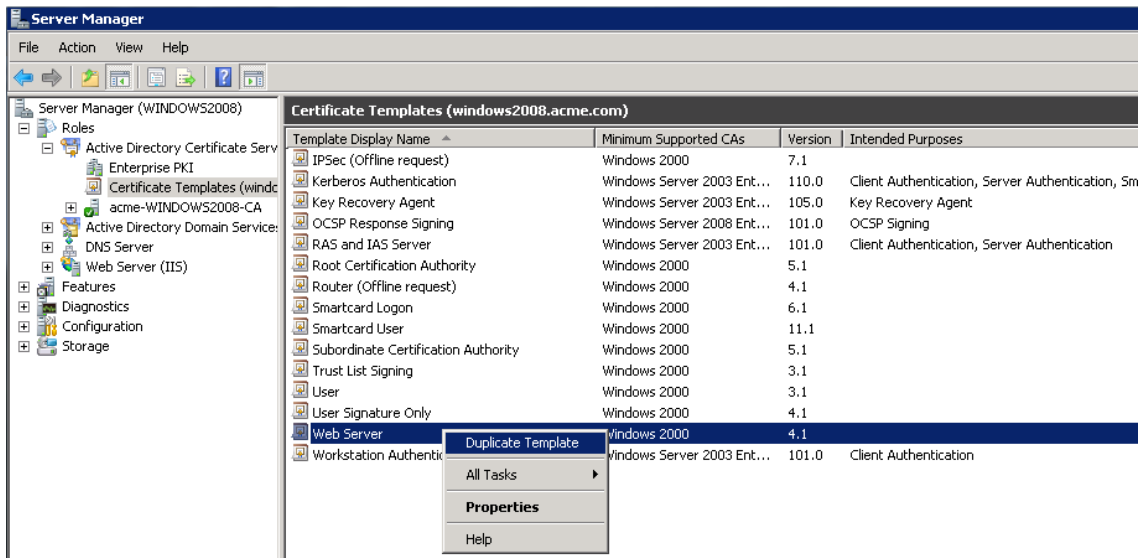 Server Manager
File Action View Help
Server Manager (WINDOWS2008)
Roles
Active Directory Certificate Serv
Enterprise PKI
Certificate Templates (windo
acme-WINDOWS2008-CA
Active Directory Domain Services
DNS Server
Web Server (IIS)
Features
Diagnostics
Configuration
Storage
Certificate Templates (windows2008.acme.com)
Template Display Name Minimum Supported CAs Version Intended Purposes
IPSec (Offline request) Windows 2000 7.1
Kerberos Authentication Windows Server 2003 Ent... 110.0 Client Authentication, Server Authentication, Sm
Key Recovery Agent Windows Server 2003 Ent... 105.0 Key Recovery Agent
OCSP Response Signing Windows Server 2008 Ent... 101.0 OCSP Signing
RAS and IAS Server Windows Server 2003 Ent... 101.0 Client Authentication, Server Authentication
Root Certification Authority Windows 2000 5.1
Router (Offline request) Windows 2000 4.1
Smartcard Logon Windows 2000 6.1
Smartcard User Windows 2000 11.1
Subordinate Certification Authority Windows 2000 5.1
Trust List Signing Windows 2000 3.1
User Windows 2000 3.1
User Signature Only Windows 2000 4.1
Web Server Windows 2000 4.1
Workstation Authentic Windows Server 2003 Ent... 101.0 Client Authentication
Duplicate Template
All Tasks
Properties
Help